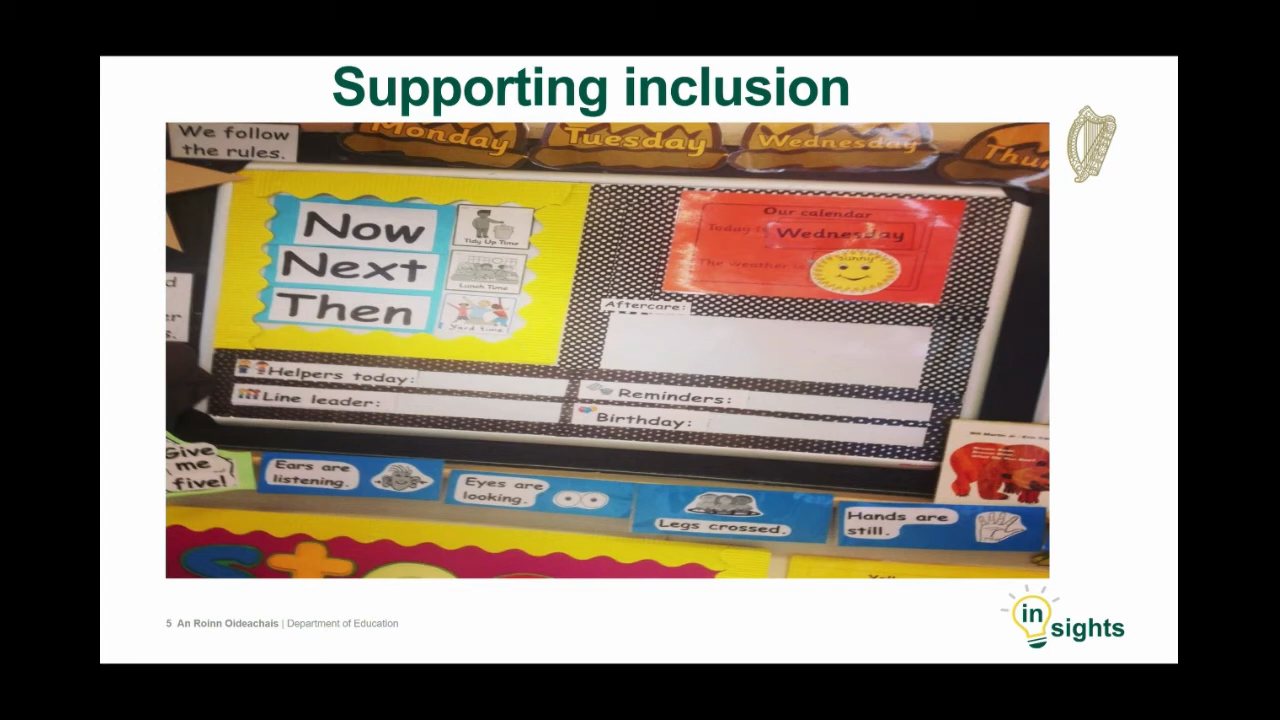 Supporting inclusion
We follow
the rules.
Monday
Tuesday
Wednesday
Thur
Now
Tidy Up Time
Next
Lunch Time
Then
Yard time
Our calendar
Today is Wednesday
The weather is
sunny
Aftercare:
Helpers today:
Line leader:
Reminders:
Birthday:
Give
me
five!
Ears are
listening.
Eyes are
looking.
Legs crossed.
Hands are
still.
5 An Roinn Oideachais | Department of Education
insights